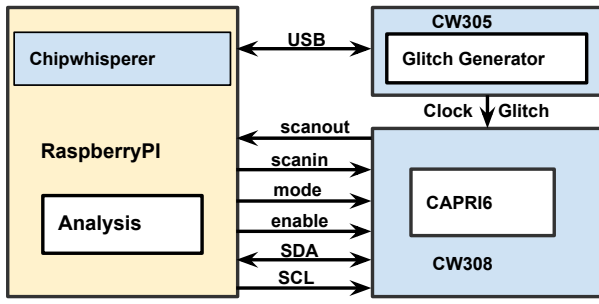 Chipwhisperer
RaspberryPI
Analysis
USB
CW305
Glitch Generator
Clock Glitch
scanout
scanin
mode
enable
SDA
SCL
CAPRI6
CW308